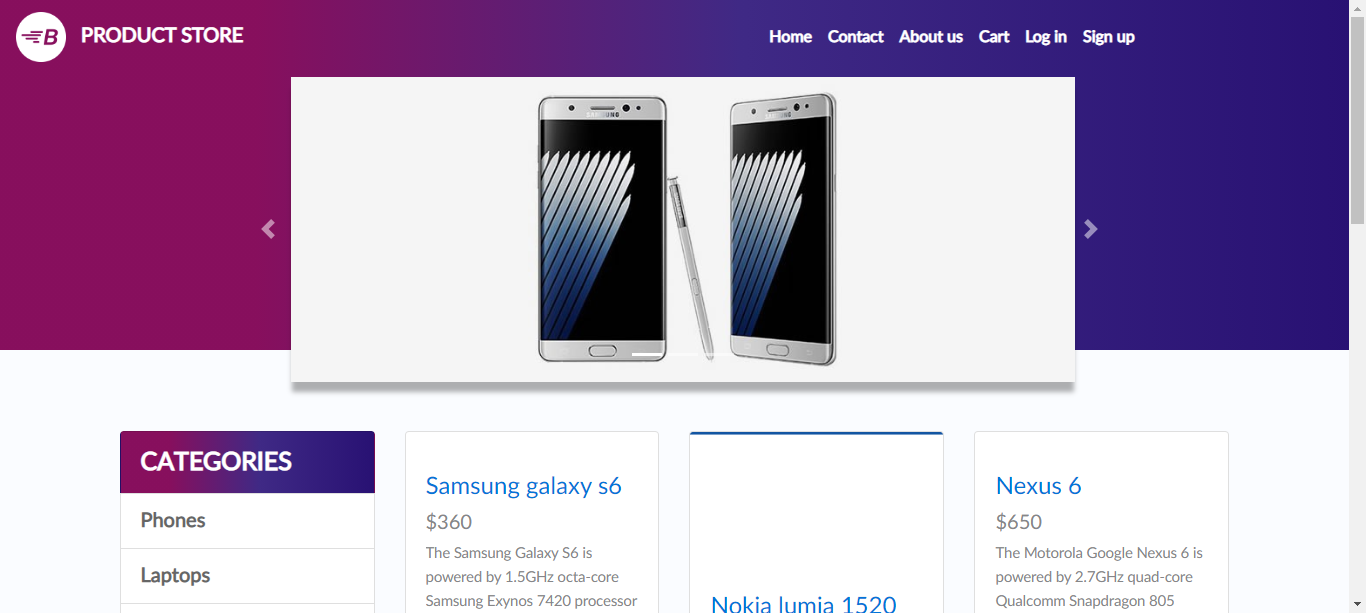 B PRODUCT STORE
Home Contact About us Cart Log in Sign up
SAMSUNG SAMSUNG
CATEGORIES
Phones
Laptops
Samsung galaxy s6
$360
The Samsung Galaxy S6 is
powered by 1.5GHz octa-core
Samsung Exynos 7420 processor
Nokia lumia 1520
Nexus 6
$650
The Motorola Google Nexus 6 is
powered by 2.7GHz quad-core
Qualcomm Snapdragon 805